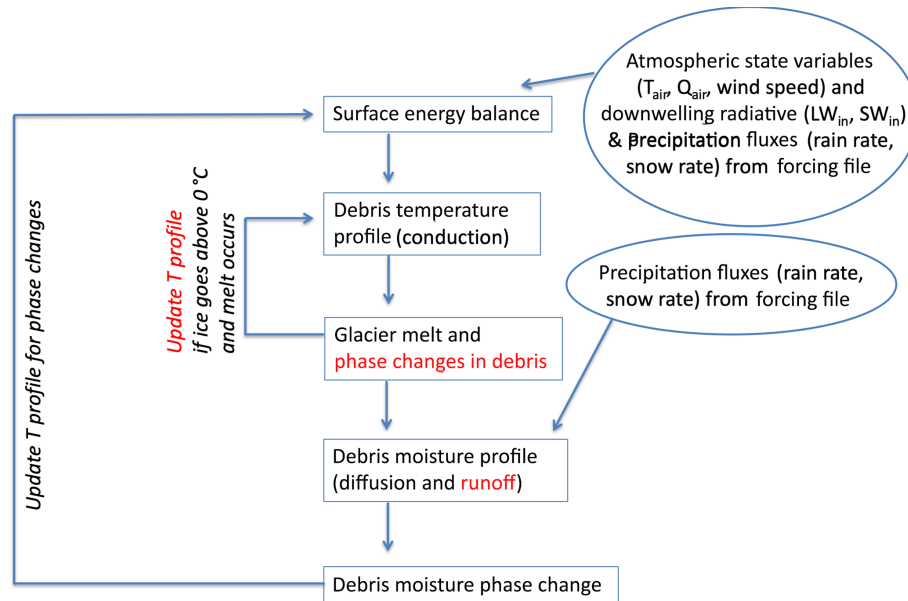 Atmospheric state variables
(Tair, Qair, wind speed) and
downwelling radiative (LWin, SWin)
& Precipitation fluxes (rain rate,
snow rate) from forcing file
Surface energy balance
Debris temperature
profile (conduction)
Update T profile
if ice goes above 0 °C
and melt occurs
Update T profile for phase changes
Precipitation fluxes (rain rate,
snow rate) from forcing file
Glacier melt and
phase changes in debris
Debris moisture profile
(diffusion and runoff)
Debris moisture phase change